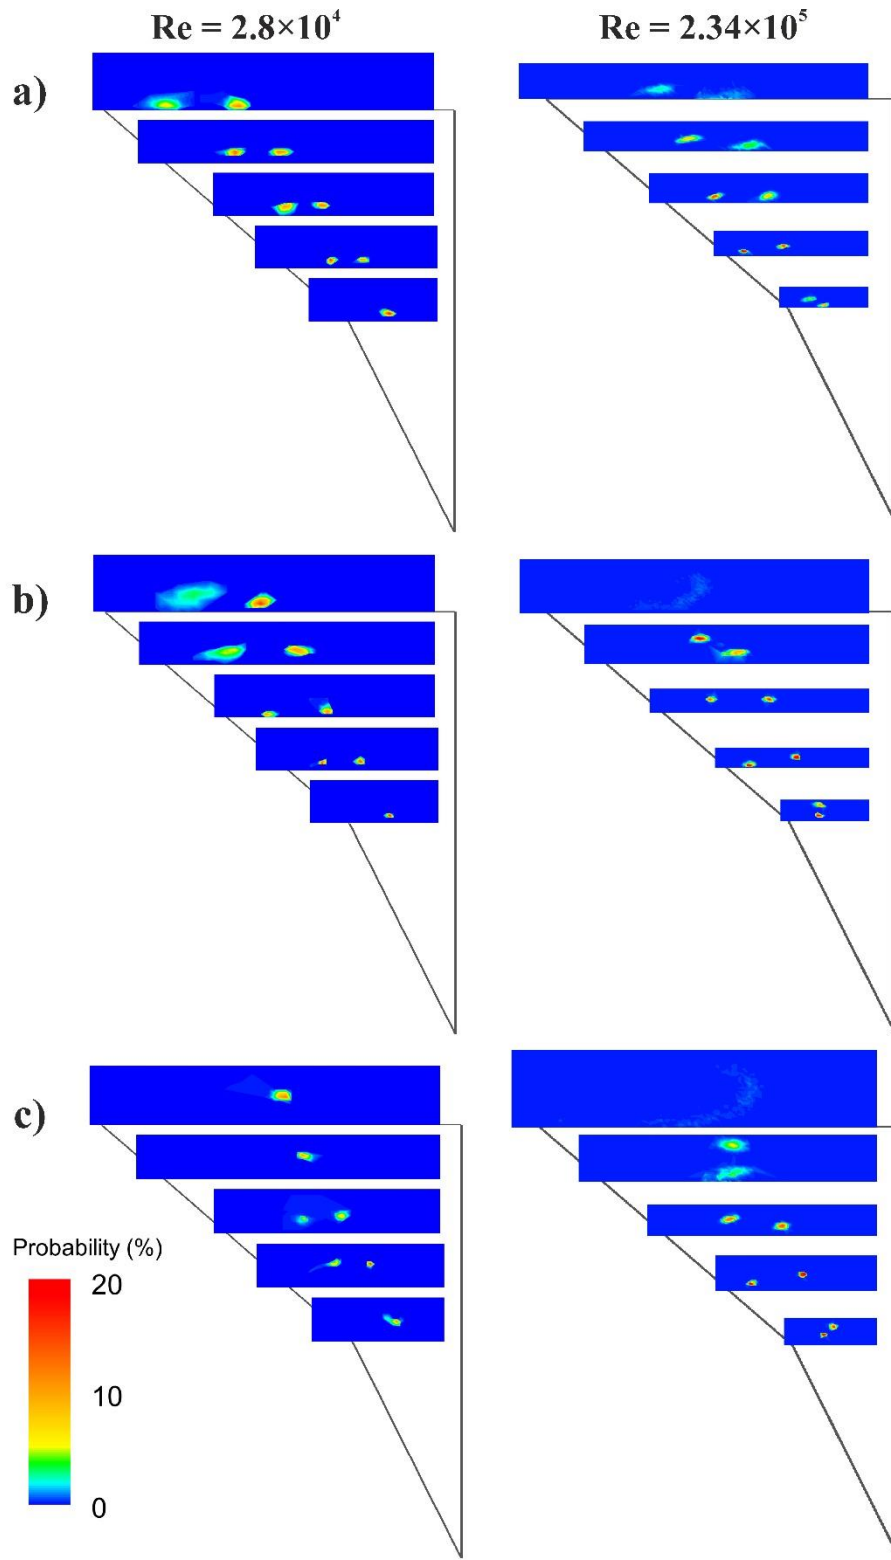 Re = 2.8×10⁴ Re = 2.34×10⁵
a)
b)
c)
Probability (%)
20
10
0